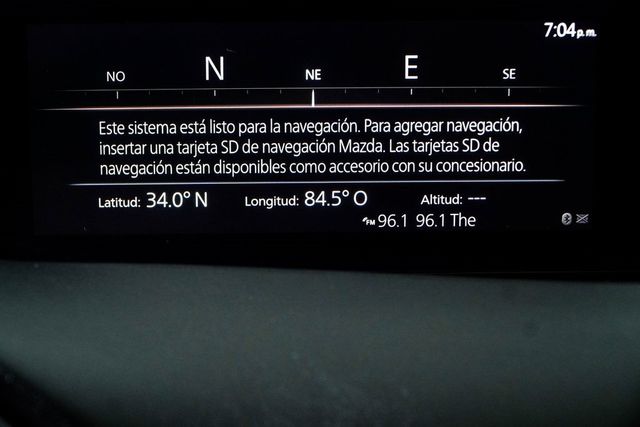 7:04p.m.
NO N NE E SE
Este sistema está listo para la navegación. Para agregar navegación,
insertar una tarjeta SD de navegación Mazda. Las tarjetas SD de
navegación están disponibles como accesorio con su concesionario.
Latitud: 34.0° N Longitud: 84.5° O Altitud: ---
FM 96.1 96.1 The